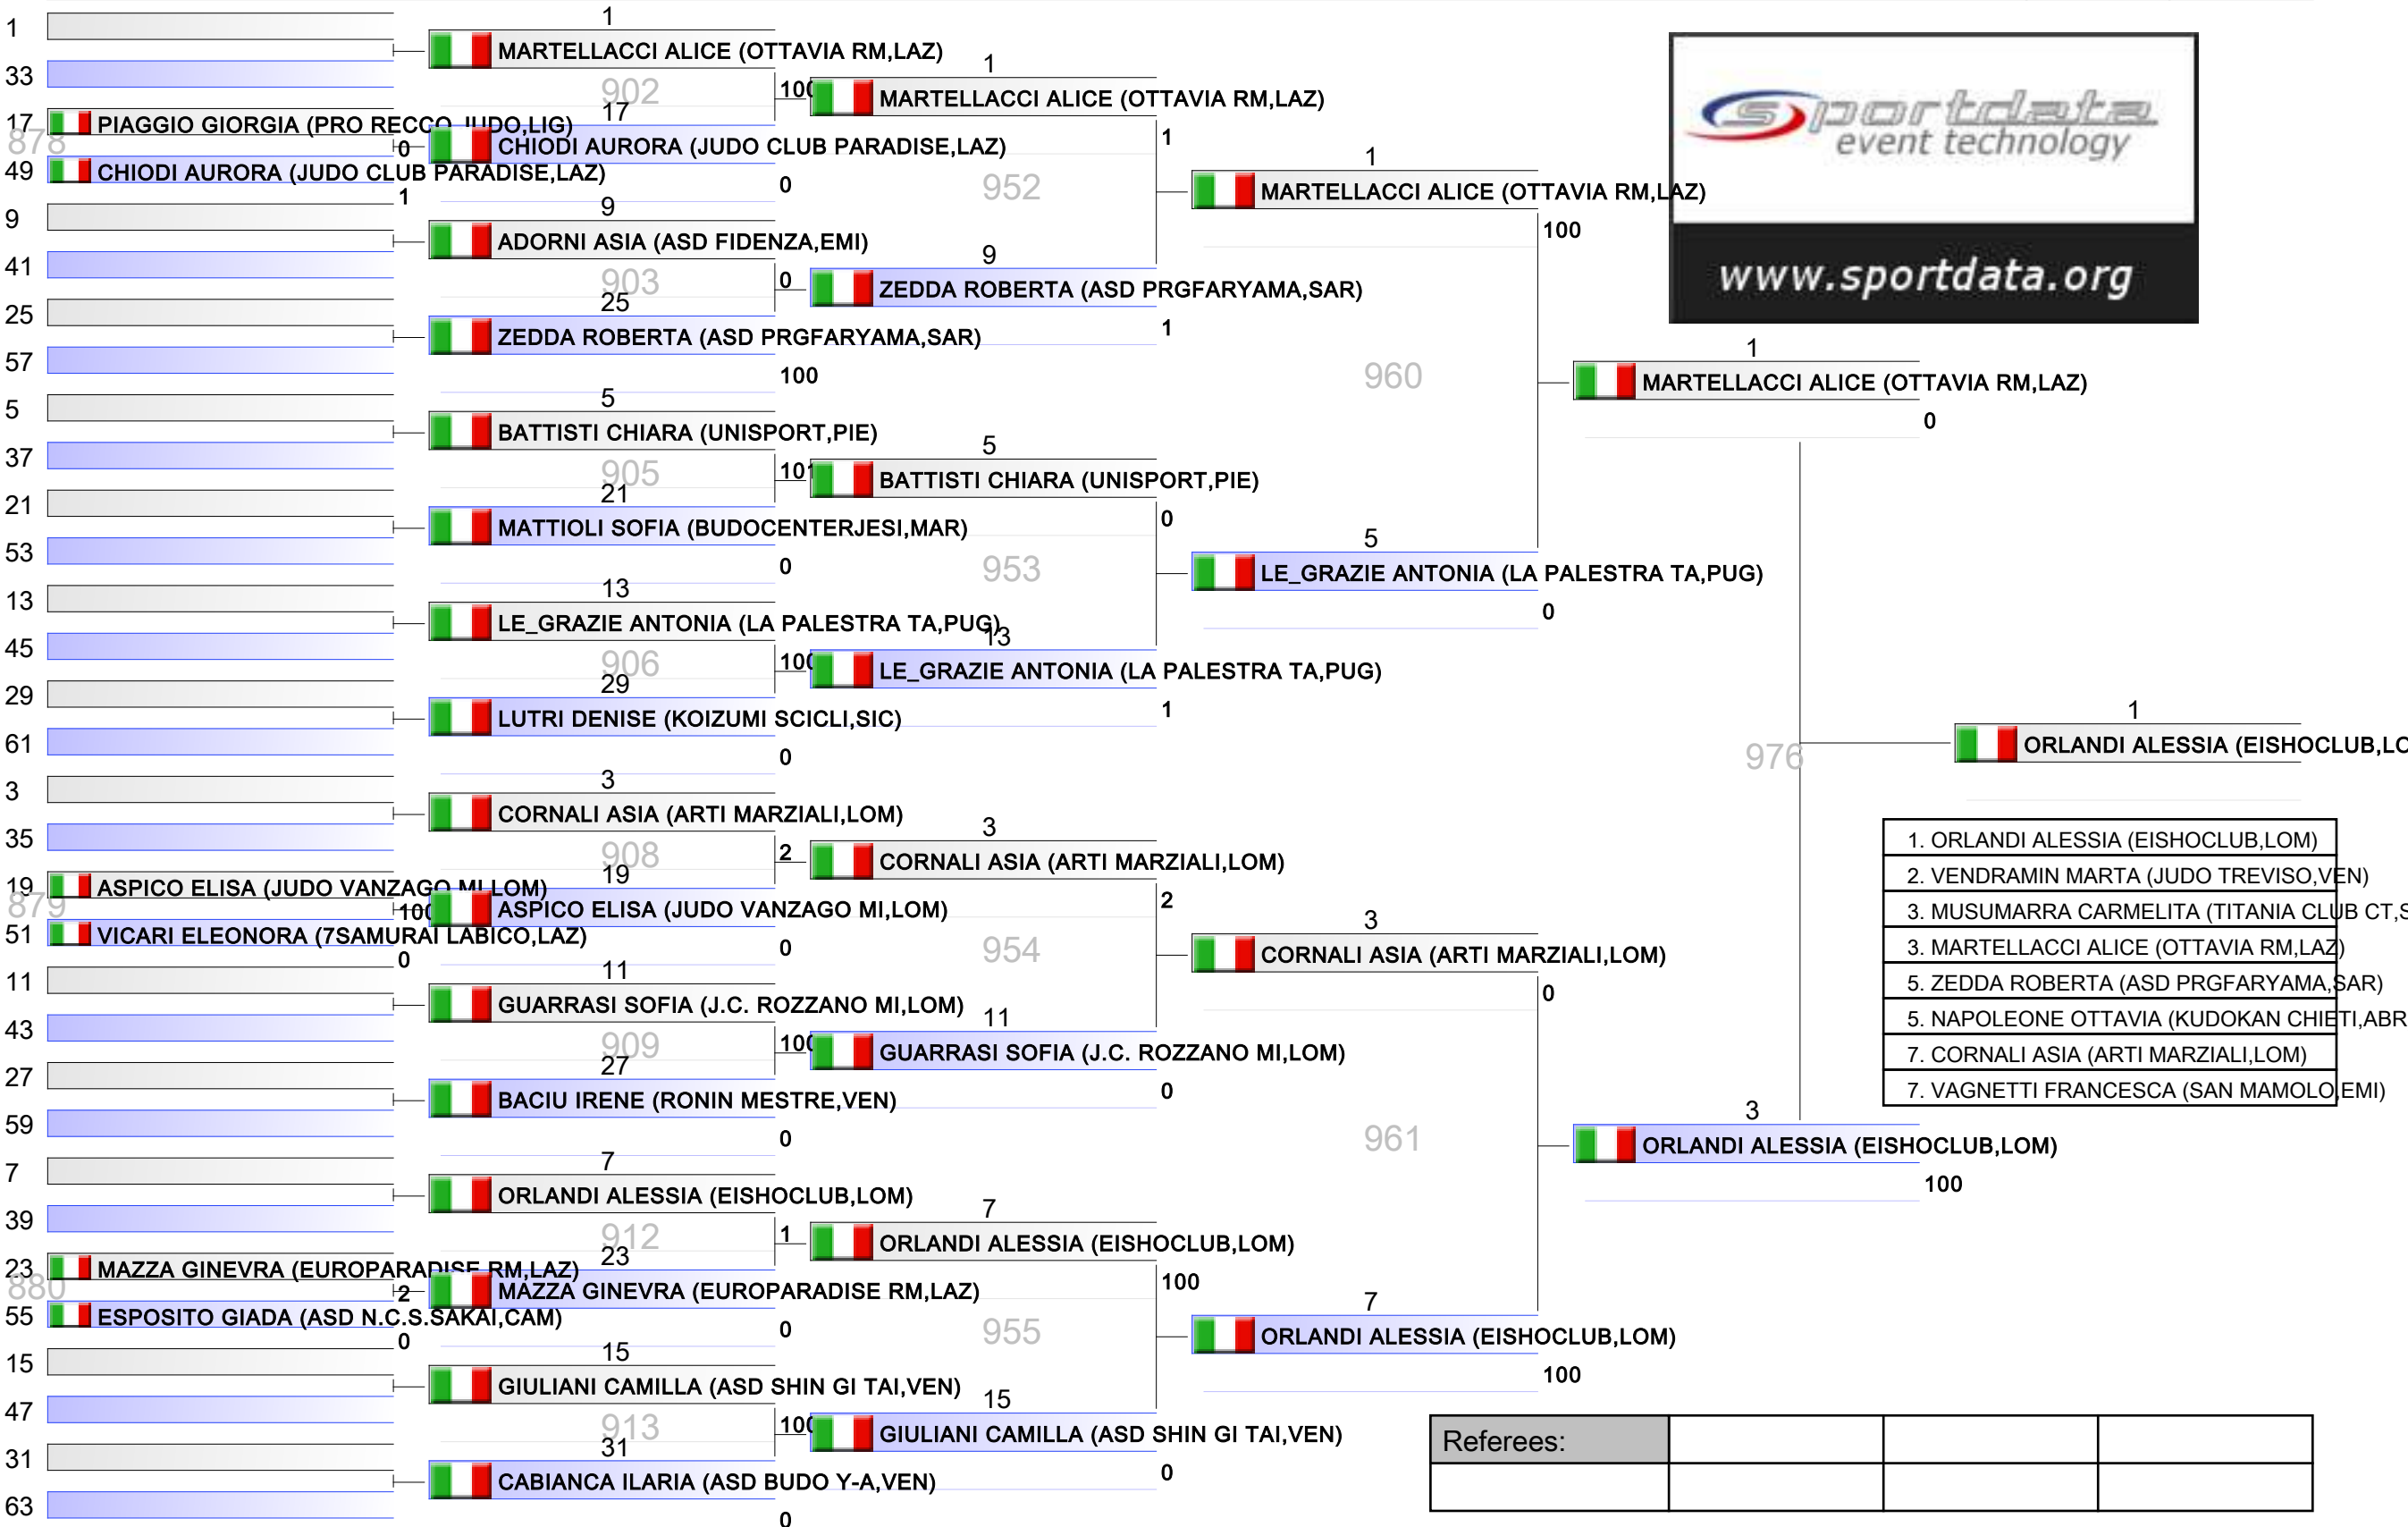 1
33
17 PIAGGIO GIORGIA (PRO RECCO JUDO,LIG)
878
0
49 CHIODI AURORA (JUDO CLUB PARADISE,LAZ)
1
9
41
25
57
5
37
21
53
13
45
29
61
3
35
19 ASPICO ELISA (JUDO VANZAGO MI,LOM)
879
100
51 VICARI ELEONORA (7SAMURAI LABICO,LAZ)
0
11
43
27
59
7
39
23 MAZZA GINEVRA (EUROPARADISE RM,LAZ)
880
2
55 ESPOSITO GIADA (ASD N.C.S.SAKAI,CAM)
0
15
47
31
63
1
MARTELLACCI ALICE (OTTAVIA RM,LAZ)
902
100
17
CHIODI AURORA (JUDO CLUB PARADISE,LAZ)
0
9
ADORNI ASIA (ASD FIDENZA,EMI)
903
0
25
ZEDDA ROBERTA (ASD PRGFARYAMA,SAR)
100
5
BATTISTI CHIARA (UNISPORT,PIE)
905
101
21
MATTIOLI SOFIA (BUDOCENTERJESI,MAR)
0
13
LE_GRAZIE ANTONIA (LA PALESTRA TA,PUG)
906
100
29
LUTRI DENISE (KOIZUMI SCICLI,SIC)
0
3
CORNALI ASIA (ARTI MARZIALI,LOM)
908
2
19
ASPICO ELISA (JUDO VANZAGO MI,LOM)
0
11
GUARRASI SOFIA (J.C. ROZZANO MI,LOM)
909
100
27
BACIU IRENE (RONIN MESTRE,VEN)
0
7
ORLANDI ALESSIA (EISHOCLUB,LOM)
912
1
23
MAZZA GINEVRA (EUROPARADISE RM,LAZ)
0
15
GIULIANI CAMILLA (ASD SHIN GI TAI,VEN)
913
100
31
CABIANCA ILARIA (ASD BUDO Y-A,VEN)
0
1
MARTELLACCI ALICE (OTTAVIA RM,LAZ)
1
952
9
ZEDDA ROBERTA (ASD PRGFARYAMA,SAR)
1
5
BATTISTI CHIARA (UNISPORT,PIE)
0
953
13
LE_GRAZIE ANTONIA (LA PALESTRA TA,PUG)
1
3
CORNALI ASIA (ARTI MARZIALI,LOM)
2
954
11
GUARRASI SOFIA (J.C. ROZZANO MI,LOM)
0
7
ORLANDI ALESSIA (EISHOCLUB,LOM)
100
955
15
GIULIANI CAMILLA (ASD SHIN GI TAI,VEN)
0
1
MARTELLACCI ALICE (OTTAVIA RM,LAZ)
100
960
5
LE_GRAZIE ANTONIA (LA PALESTRA TA,PUG)
0
3
CORNALI ASIA (ARTI MARZIALI,LOM)
0
961
7
ORLANDI ALESSIA (EISHOCLUB,LOM)
100
sportdata
event technology
www.sportdata.org
1
MARTELLACCI ALICE (OTTAVIA RM,LAZ)
0
976
3
ORLANDI ALESSIA (EISHOCLUB,LOM)
100
1
ORLANDI ALESSIA (EISHOCLUB,LO
1. ORLANDI ALESSIA (EISHOCLUB,LOM)
2. VENDRAMIN MARTA (JUDO TREVISO,VEN)
3. MUSUMARRA CARMELITA (TITANIA CLUB CT,S
3. MARTELLACCI ALICE (OTTAVIA RM,LAZ)
5. ZEDDA ROBERTA (ASD PRGFARYAMA,SAR)
5. NAPOLEONE OTTAVIA (KUDOKAN CHIETI,ABR
7. CORNALI ASIA (ARTI MARZIALI,LOM)
7. VAGNETTI FRANCESCA (SAN MAMOLO,EMI)
Referees: